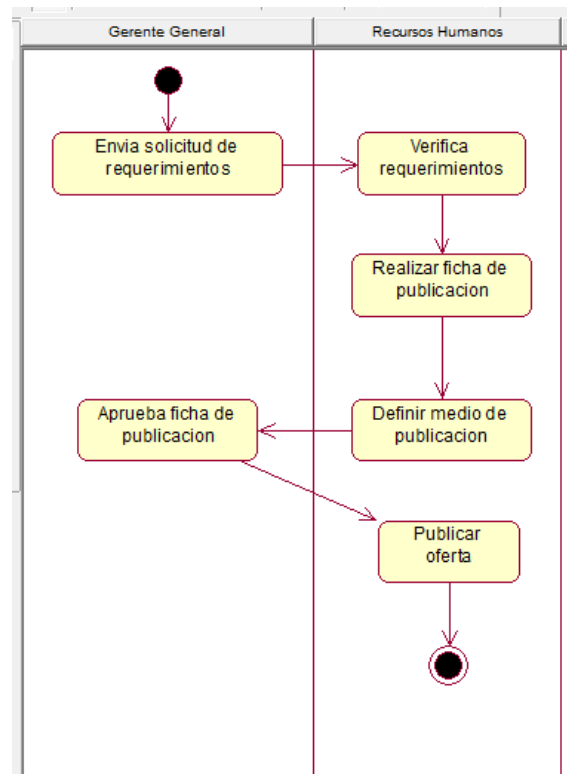 Gerente General
Recursos Humanos
Envia solicitud de
requerimientos
Verifica
requerimientos
Realizar ficha de
publicacion
Aprueba ficha de
publicacion
Definir medio de
publicacion
Publicar
oferta